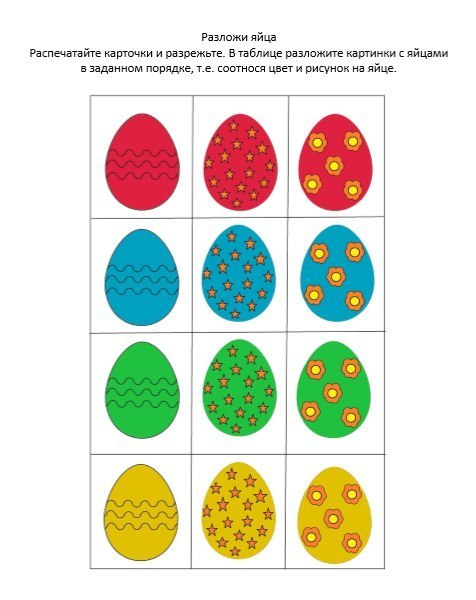 Разложи яйца
Распечатайте карточки и разрежьте. В таблице разложите картинки с яйцами
в заданном порядке, т.е. соотнося цвет и рисунок на яйце.